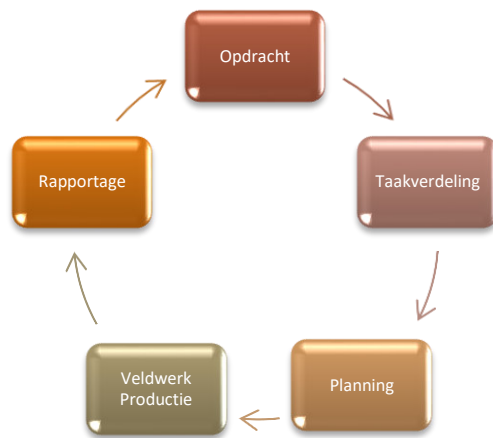 Opdracht
Taakverdeling
Planning
Veldwerk
Productie
Rapportage